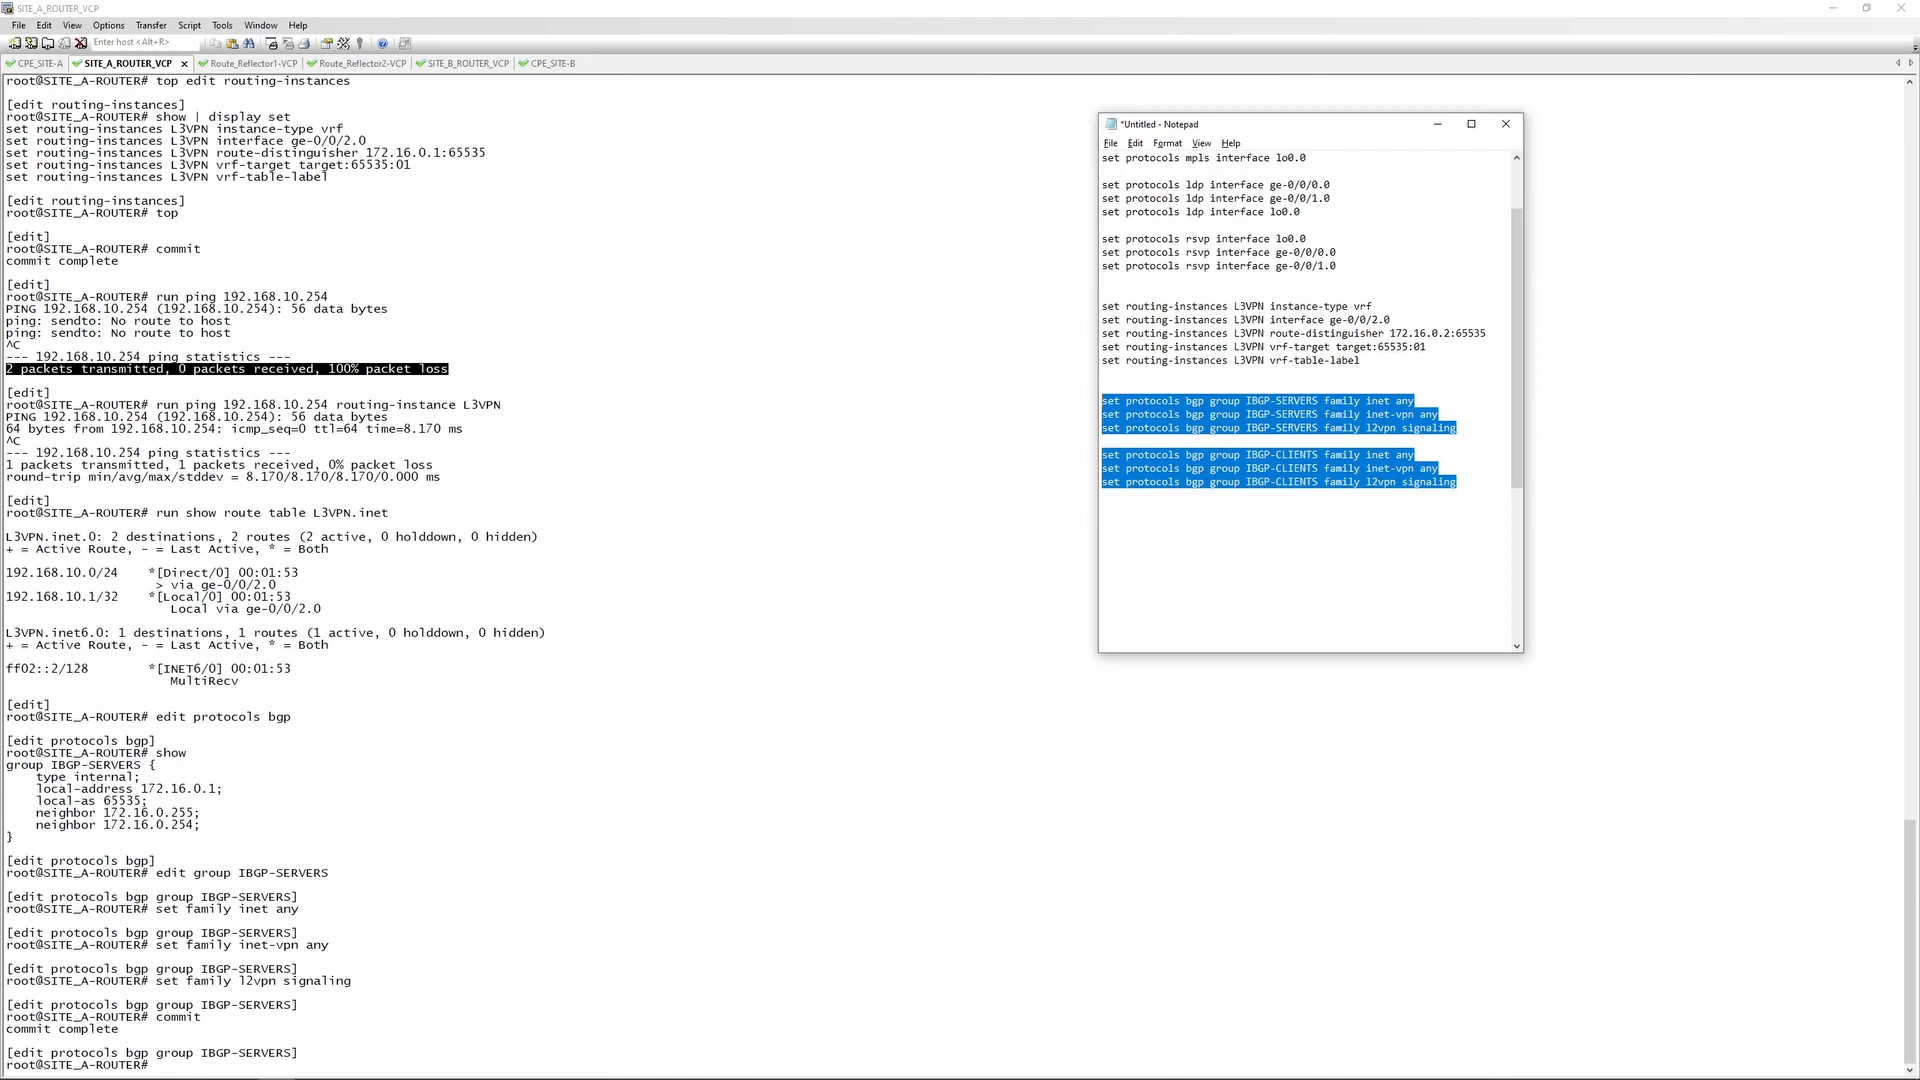 SITE_A_ROUTER_VCP
File Edit View Options Transfer Script Tools Window Help
Enter host <Alt+R>
CPE_SITE-A SITE_A_ROUTER_VCP Route_Reflector1-VCP Route_Reflector2-VCP SITE_B_ROUTER_VCP CPE_SITE-B
root@SITE_A-ROUTER# top edit routing-instances
[edit routing-instances]
root@SITE_A-ROUTER# show | display set
set routing-instances L3VPN instance-type vrf
set routing-instances L3VPN interface ge-0/0/2.0
set routing-instances L3VPN route-distinguisher 172.16.0.1:65535
set routing-instances L3VPN vrf-target target:65535:01
set routing-instances L3VPN vrf-table-label
[edit routing-instances]
root@SITE_A-ROUTER# top
[edit]
root@SITE_A-ROUTER# commit
commit complete
[edit]
root@SITE_A-ROUTER# run ping 192.168.10.254
PING 192.168.10.254 (192.168.10.254): 56 data bytes
ping: sendto: No route to host
ping: sendto: No route to host
^C
--- 192.168.10.254 ping statistics ---
2 packets transmitted, 0 packets received, 100% packet loss
[edit]
root@SITE_A-ROUTER# run ping 192.168.10.254 routing-instance L3VPN
PING 192.168.10.254 (192.168.10.254): 56 data bytes
64 bytes from 192.168.10.254: icmp_seq=0 ttl=64 time=8.170 ms
^C
--- 192.168.10.254 ping statistics ---
1 packets transmitted, 1 packets received, 0% packet loss
round-trip min/avg/max/stddev = 8.170/8.170/8.170/0.000 ms
[edit]
root@SITE_A-ROUTER# run show route table L3VPN.inet
L3VPN.inet.0: 2 destinations, 2 routes (2 active, 0 holddown, 0 hidden)
+ = Active Route, - = Last Active, * = Both
192.168.10.0/24 *[Direct/0] 00:01:53
> via ge-0/0/2.0
192.168.10.1/32 *[Local/0] 00:01:53
Local via ge-0/0/2.0
L3VPN.inet6.0: 1 destinations, 1 routes (1 active, 0 holddown, 0 hidden)
+ = Active Route, - = Last Active, * = Both
ff02::2/128 *[INET6/0] 00:01:53
MultiRecv
[edit]
root@SITE_A-ROUTER# edit protocols bgp
[edit protocols bgp]
root@SITE_A-ROUTER# show
group IBGP-SERVERS {
type internal;
local-address 172.16.0.1;
local-as 65535;
neighbor 172.16.0.255;
neighbor 172.16.0.254;
}
[edit protocols bgp]
root@SITE_A-ROUTER# edit group IBGP-SERVERS
[edit protocols bgp group IBGP-SERVERS]
root@SITE_A-ROUTER# set family inet any
[edit protocols bgp group IBGP-SERVERS]
root@SITE_A-ROUTER# set family inet-vpn any
[edit protocols bgp group IBGP-SERVERS]
root@SITE_A-ROUTER# set family l2vpn signaling
[edit protocols bgp group IBGP-SERVERS]
root@SITE_A-ROUTER# commit
commit complete
[edit protocols bgp group IBGP-SERVERS]
root@SITE_A-ROUTER#
*Untitled - Notepad
File Edit Format View Help
set protocols mpls interface lo0.0
set protocols ldp interface ge-0/0/0.0
set protocols ldp interface ge-0/0/1.0
set protocols ldp interface lo0.0
set protocols rsvp interface lo0.0
set protocols rsvp interface ge-0/0/0.0
set protocols rsvp interface ge-0/0/1.0
set routing-instances L3VPN instance-type vrf
set routing-instances L3VPN interface ge-0/0/2.0
set routing-instances L3VPN route-distinguisher 172.16.0.2:65535
set routing-instances L3VPN vrf-target target:65535:01
set routing-instances L3VPN vrf-table-label
set protocols bgp group IBGP-SERVERS family inet any
set protocols bgp group IBGP-SERVERS family inet-vpn any
set protocols bgp group IBGP-SERVERS family l2vpn signaling
set protocols bgp group IBGP-CLIENTS family inet any
set protocols bgp group IBGP-CLIENTS family inet-vpn any
set protocols bgp group IBGP-CLIENTS family l2vpn signaling